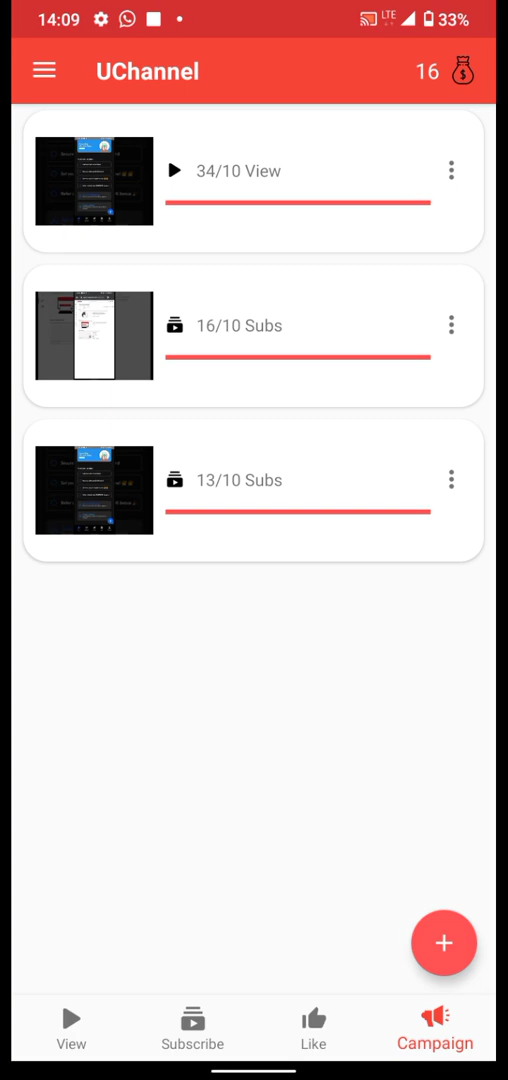 14:09 LTE 33%
UChannel 16
34/10 View
16/10 Subs
13/10 Subs
View Subscribe Like Campaign